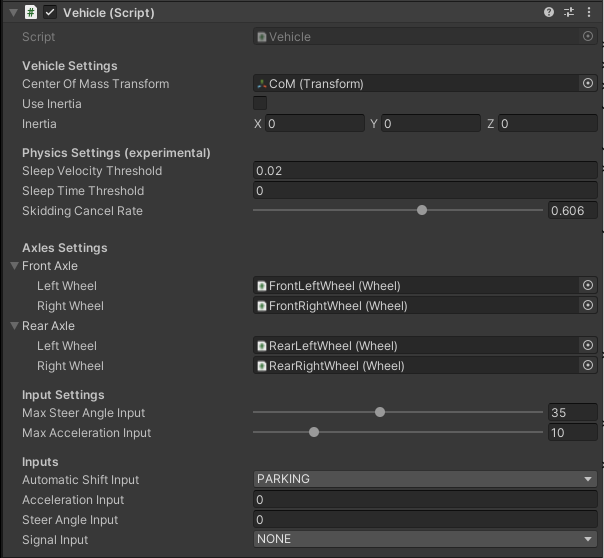 Vehicle (Script)
Script Vehicle
Vehicle Settings
Center Of Mass Transform CoM (Transform)
Use Inertia
Inertia X 0 Y 0 Z 0
Physics Settings (experimental)
Sleep Velocity Threshold 0.02
Sleep Time Threshold 0
Skidding Cancel Rate 0.606
Axles Settings
Front Axle
Left Wheel FrontLeftWheel (Wheel)
Right Wheel FrontRightWheel (Wheel)
Rear Axle
Left Wheel RearLeftWheel (Wheel)
Right Wheel RearRightWheel (Wheel)
Input Settings
Max Steer Angle Input 35
Max Acceleration Input 10
Inputs
Automatic Shift Input PARKING
Acceleration Input 0
Steer Angle Input 0
Signal Input NONE